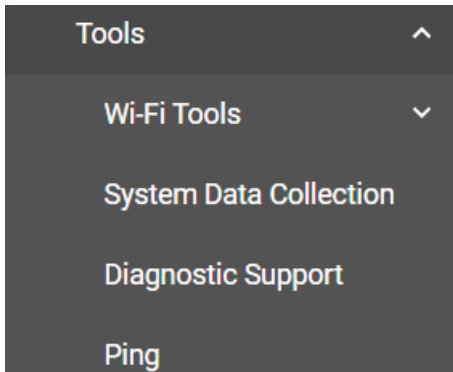 Tools
Wi-Fi Tools
System Data Collection
Diagnostic Support
Ping